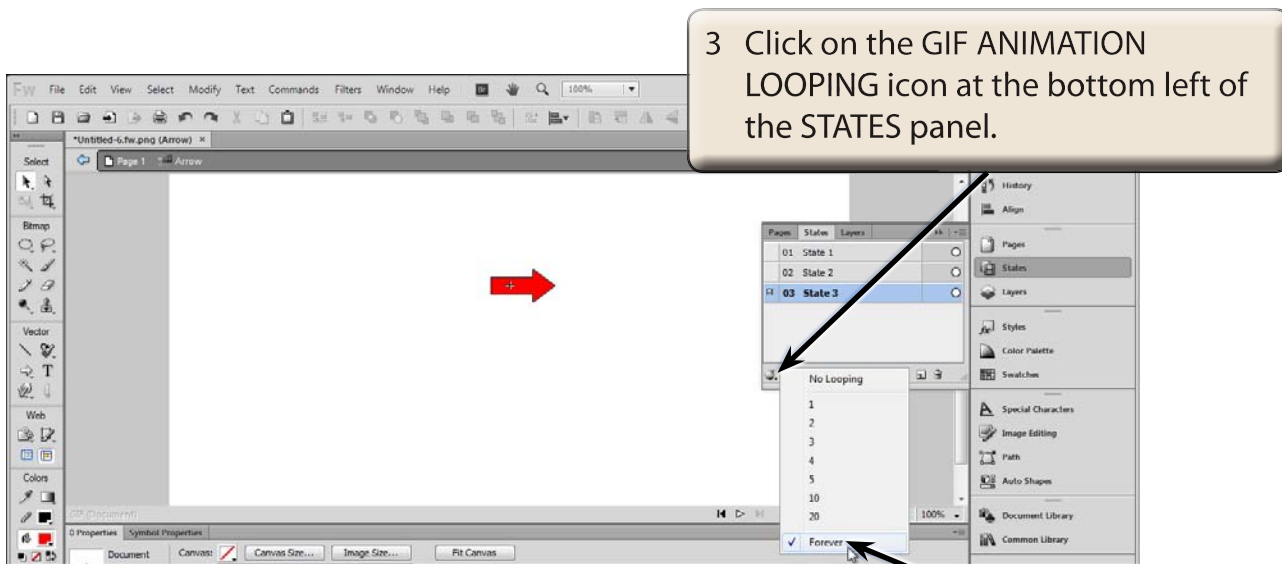 3 Click on the GIF ANIMATION
LOOPING icon at the bottom left of
the STATES panel.
Fw File Edit View Select Modify Text Commands Filters Window Help Br 100%
*Untitled-6.fw.png (Arrow) ×
Select
Page 1 Arrow
History
Align
Bitmap
Pages States Layers
Pages
01 State 1
02 State 2
States
03 State 3
Layers
Vector
Styles
Color Palette
No Looping
Swatches
1
Special Characters
Web
2
3
Image Editing
4
Path
Colors
5
Auto Shapes
10
GIF (Document)
20
100%
Document Library
Properties Symbol Properties
Forever
Common Library
Document Canvas: Canvas Size... Image Size... Fit Canvas